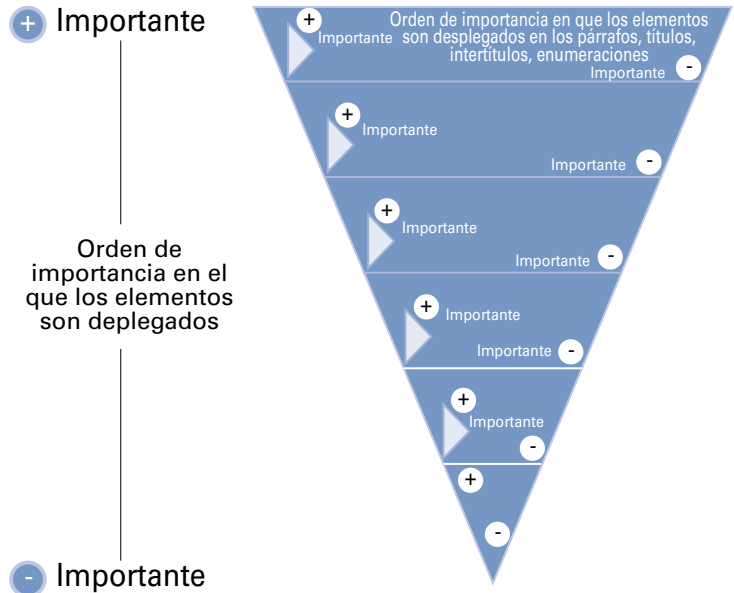 + Importante
Orden de
importancia en el
que los elementos
son deplegados
- Importante
+
Importante
Orden de importancia en que los elementos
son desplegados en los párrafos, títulos,
intertítulos, enumeraciones
Importante -
+
Importante
Importante -
+
Importante
Importante -
+
Importante
Importante -
+
Importante
-
+
-